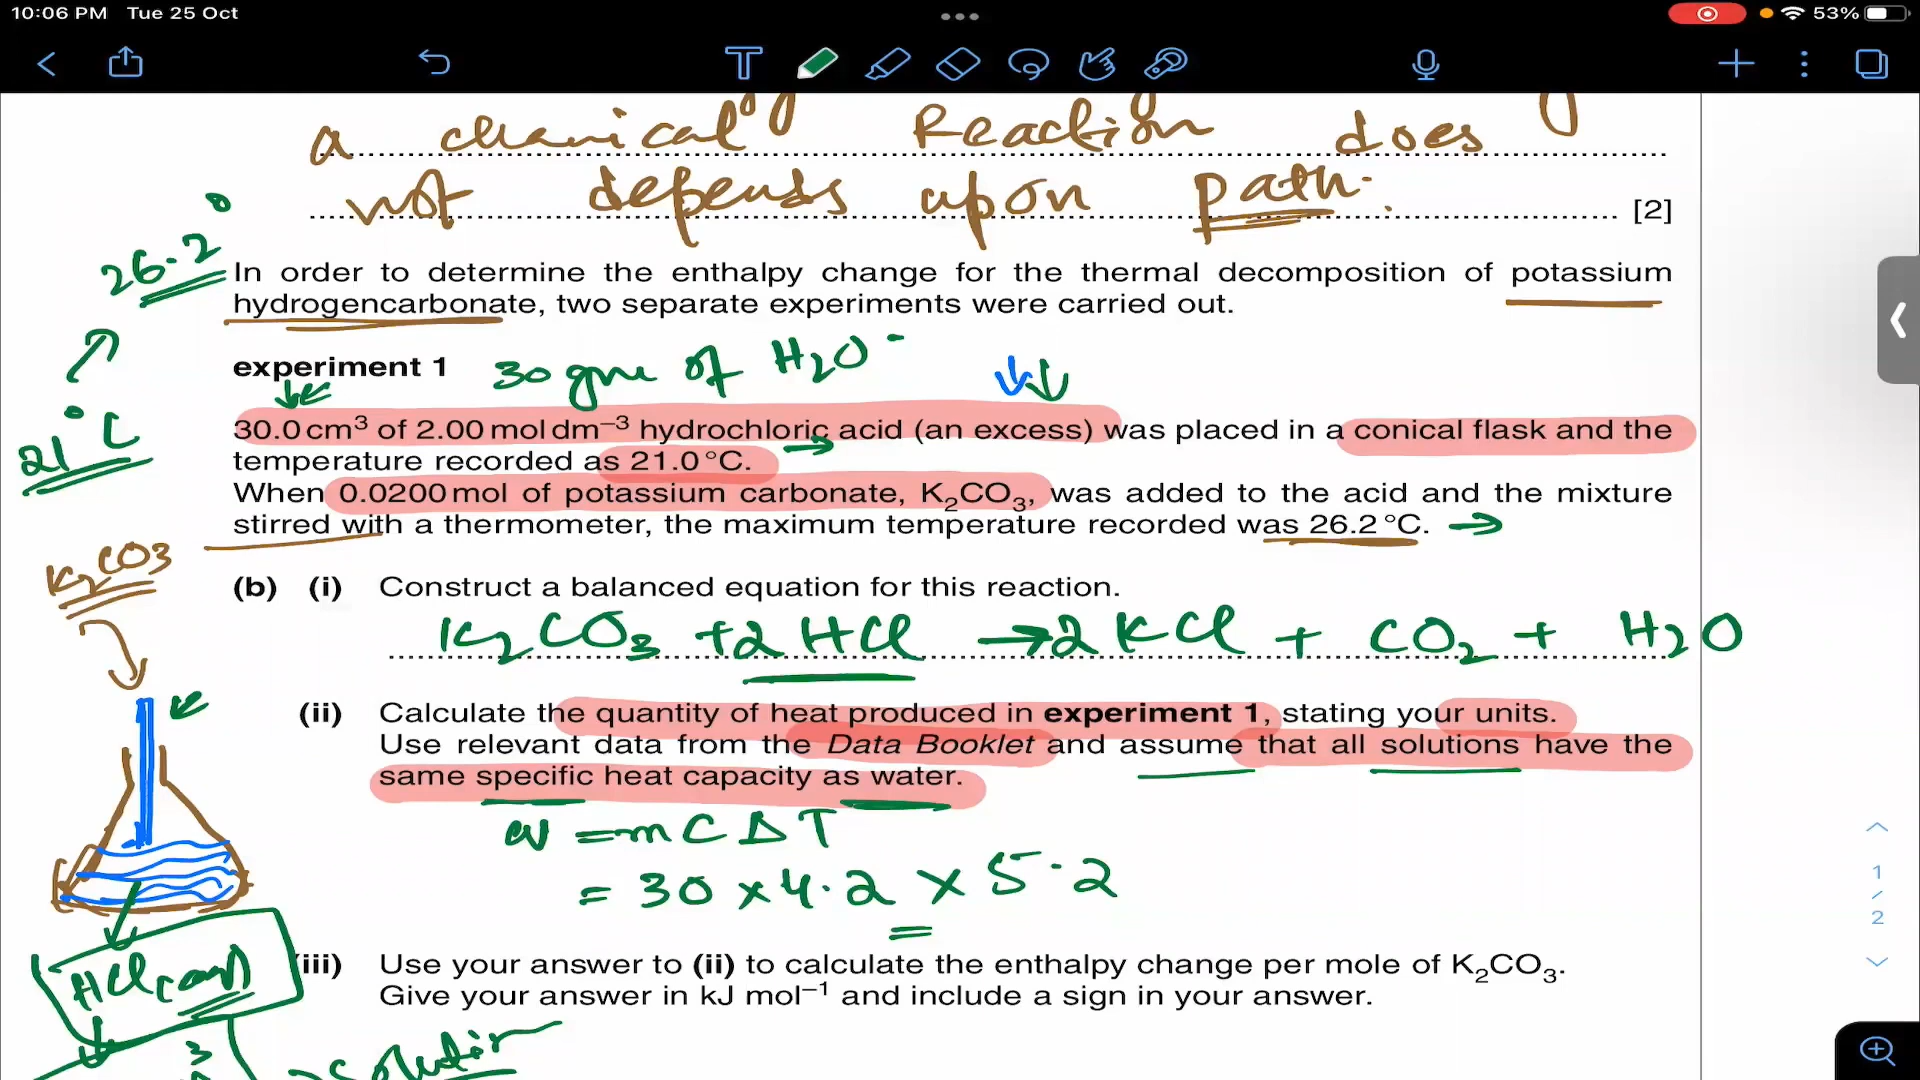 10:06 PM Tue 25 Oct
53%
a chemical Reaction does
not depends upon path.
[2]
26.2°
In order to determine the enthalpy change for the thermal decomposition of potassium
hydrogencarbonate, two separate experiments were carried out.
experiment 1
30 gm of H2O
21°C
30.0 cm³ of 2.00 mol dm⁻³ hydrochloric acid (an excess) was placed in a conical flask and the
temperature recorded as 21.0 °C.
When 0.0200 mol of potassium carbonate, K₂CO₃, was added to the acid and the mixture
stirred with a thermometer, the maximum temperature recorded was 26.2 °C.
K2CO3
(b) (i) Construct a balanced equation for this reaction.
K2CO3 + 2HCl → 2KCl + CO2 + H2O
(ii) Calculate the quantity of heat produced in experiment 1, stating your units.
Use relevant data from the Data Booklet and assume that all solutions have the
same specific heat capacity as water.
= mCΔT
= 30 × 4.2 × 5.2
1
/
2
HCl
iii) Use your answer to (ii) to calculate the enthalpy change per mole of K₂CO₃.
Give your answer in kJ mol⁻¹ and include a sign in your answer.
solution